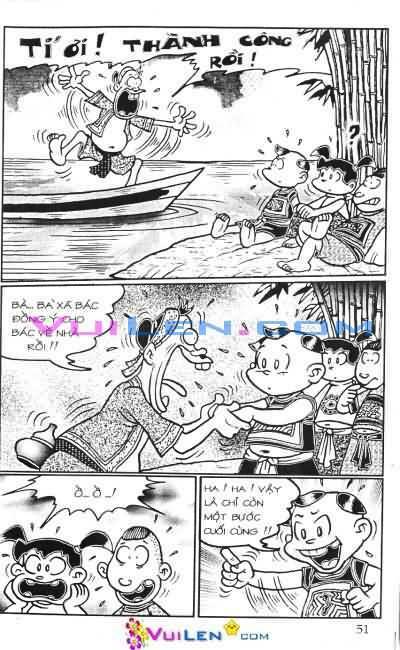 TÍ ƠI! THÀNH CÔNG
RỒI!
?
BẢ... BÀ XÃ BÁC
ĐỒNG Ý CHO
BÁC VỀ NHÀ
RỒI!!
VUILEN.COM
Ơ... Ơ...!
HA! HA! VẬY
LÀ CHỈ CÒN
MỘT BƯỚC
CUỐI CÙNG!!
51
VUILEN.COM